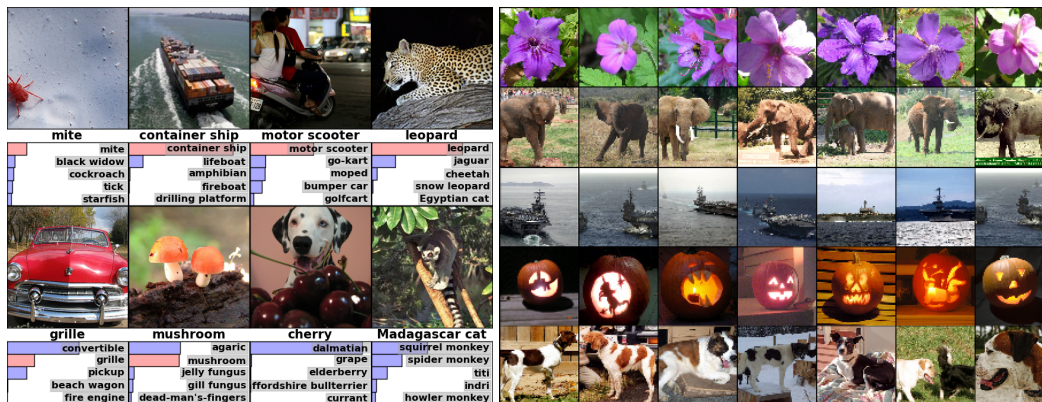 mite
container ship
motor scooter
leopard
mite
black widow
cockroach
tick
starfish
container ship
lifeboat
amphibian
fireboat
drilling platform
motor scooter
go-kart
moped
bumper car
golfcart
leopard
jaguar
cheetah
snow leopard
Egyptian cat
grille
mushroom
cherry
Madagascar cat
convertible
grille
pickup
beach wagon
fire engine
agaric
mushroom
jelly fungus
gill fungus
dead-man's-fingers
dalmatian
grape
elderberry
ffordshire bullterrier
currant
squirrel monkey
spider monkey
titi
indri
howler monkey